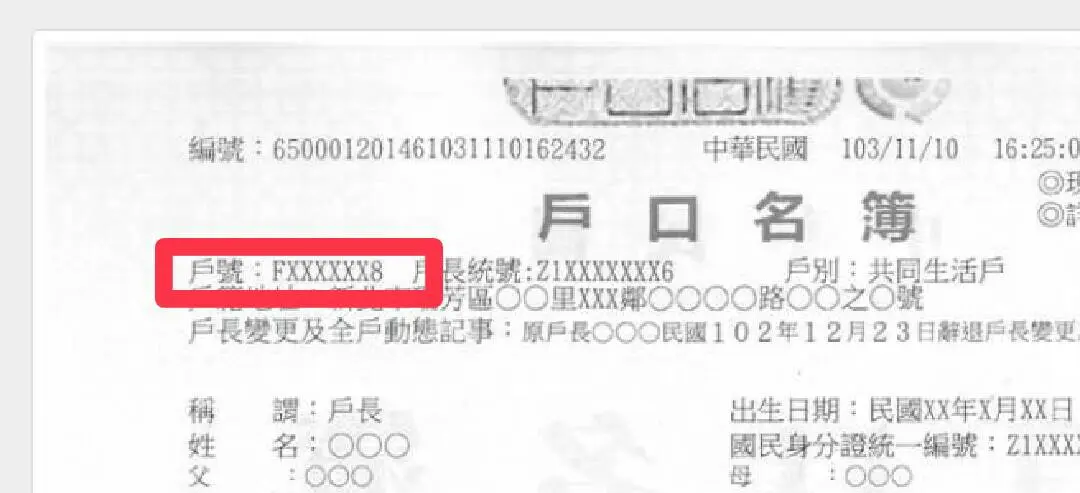 編號：65000120146103111016​2432 中華民國 103/11/10 16:25:0
◎現
戶口名簿
◎詳
戶號：FXXXXXX8 戶長統號:Z1XXXXXXX6 戶別：共同生活戶
芳區○○里XXX鄰○○○○路○○之○號
戶長變更及全戶動態記事：原戶長○○○民國１０２年１２月２３日辭退戶長變更
稱謂：戶長 出生日期：民國XX年X月XX日
姓名：○○○ 國民身分證統一編號：Z1XXXX
父：○○○ 母：○○○